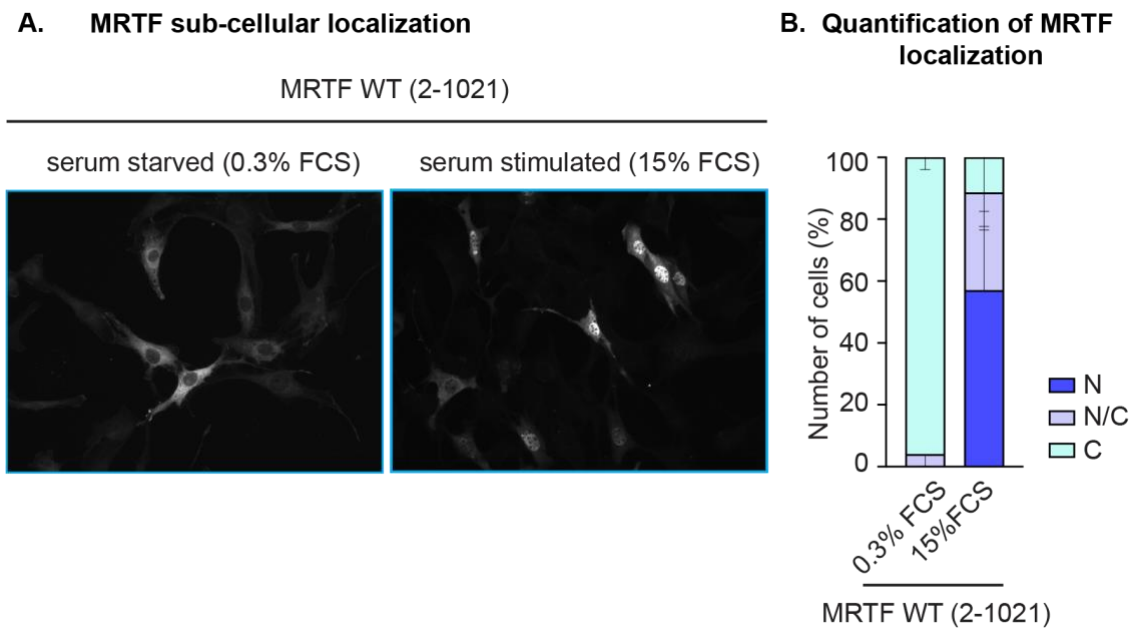 A. MRTF sub-cellular localization
MRTF WT (2-1021)
serum starved (0.3% FCS)
serum stimulated (15% FCS)
B. Quantification of MRTF
localization
Number of cells (%)
100
80
60
40
20
0
N
N/C
C
0.3% FCS
15%FCS
MRTF WT (2-1021)